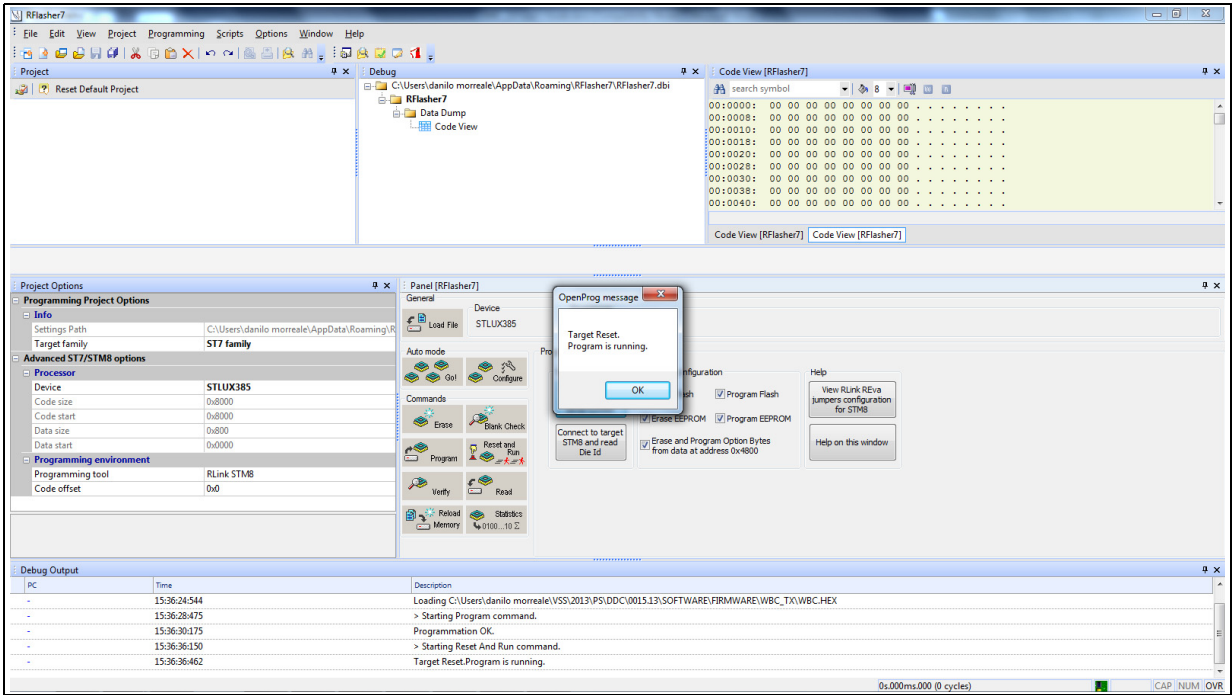 RFlasher7
File Edit View Project Programming Scripts Options Window Help
Project
Reset Default Project
Debug
C:\Users\danilo morreale\AppData\Roaming\RFlasher7\RFlasher7.dbi
RFlasher7
Data Dump
Code View
Code View [RFlasher7]
search symbol 8
00:0000: 00 00 00 00 00 00 00 00 . . . . . . . .
00:0008: 00 00 00 00 00 00 00 00 . . . . . . . .
00:0010: 00 00 00 00 00 00 00 00 . . . . . . . .
00:0018: 00 00 00 00 00 00 00 00 . . . . . . . .
00:0020: 00 00 00 00 00 00 00 00 . . . . . . . .
00:0028: 00 00 00 00 00 00 00 00 . . . . . . . .
00:0030: 00 00 00 00 00 00 00 00 . . . . . . . .
00:0038: 00 00 00 00 00 00 00 00 . . . . . . . .
00:0040: 00 00 00 00 00 00 00 00 . . . . . . . .
Code View [RFlasher7] Code View [RFlasher7]
Project Options
Programming Project Options
Info
Settings Path C:\Users\danilo morreale\AppData\Roaming\R
Target family ST7 family
Advanced ST7/STM8 options
Processor
Device STLUX385
Code size 0x8000
Code start 0x8000
Data size 0x800
Data start 0x0000
Programming environment
Programming tool RLink STM8
Code offset 0x0
Panel [RFlasher7]
General
Load File
Device
STLUX385
Auto mode
Go!
Configure
Commands
Erase
Blank Check
Program
Reset and
Run
Verify
Read
Reload
Memory
Statistics
0100...10 Σ
OpenProg message
Target Reset.
Program is running.
OK
Pro
nfiguration
ash
Program Flash
Erase EEPROM
Program EEPROM
Erase and Program Option Bytes
from data at address 0x4800
Connect to target
STM8 and read
Die Id
Help
View RLink REva
jumpers configuration
for STM8
Help on this window
Debug Output
PC Time Description
- 15:36:24:544 Loading C:\Users\danilo morreale\VSS\2013\PS\DDC\0015.13\SOFTWARE\FIRMWARE\WBC_TX\WBC.HEX
- 15:36:28:475 > Starting Program command.
- 15:36:30:175 Programmation OK.
- 15:36:36:150 > Starting Reset And Run command.
- 15:36:36:462 Target Reset.Program is running.
0s.000ms.000 (0 cycles) CAP NUM OVR